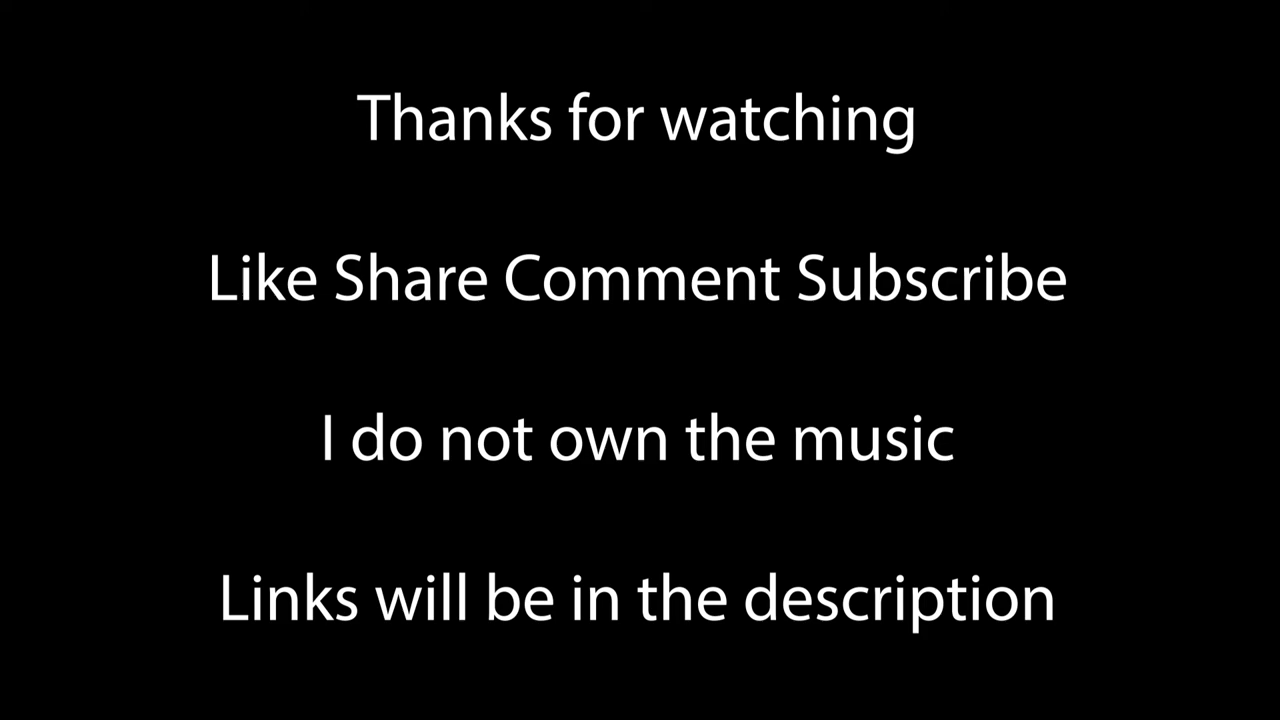 Thanks for watching
Like Share Comment Subscribe
I do not own the music
Links will be in the description